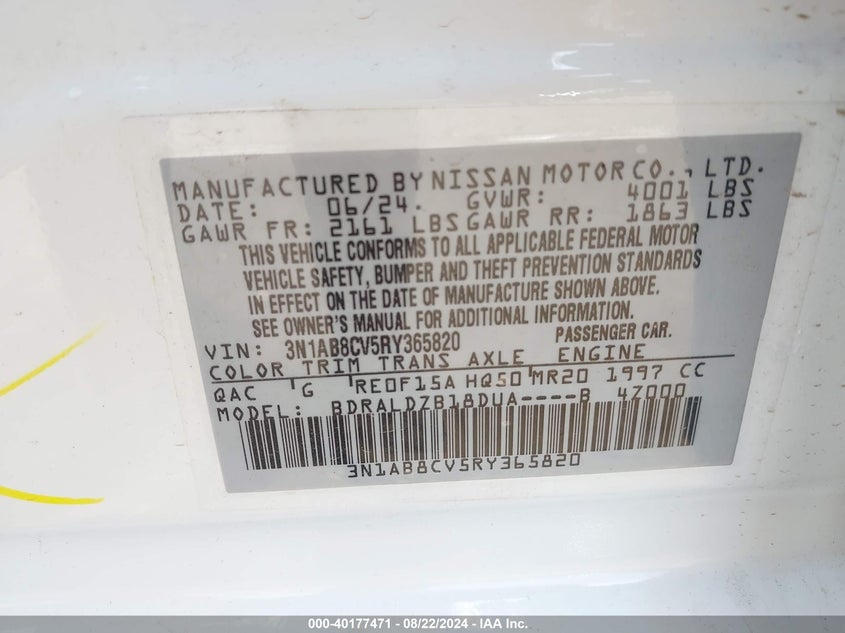 MANUFACTURED BY NISSAN MOTOR CO., LTD.
DATE: 06/24. GVWR: 4001 LBS
GAWR FR: 2161 LBS GAWR RR: 1863 LBS
THIS VEHICLE CONFORMS TO ALL APPLICABLE FEDERAL MOTOR
VEHICLE SAFETY, BUMPER AND THEFT PREVENTION STANDARDS
IN EFFECT ON THE DATE OF MANUFACTURE SHOWN ABOVE.
SEE OWNER'S MANUAL FOR ADDITIONAL INFORMATION.
VIN: 3N1AB8CV5RY365820 PASSENGER CAR.
COLOR TRIM TRANS AXLE ENGINE
QAC G RE0F15A HQ50 MR20 1997 CC
MODEL: BDRALDZB18DUA----B 47000
3N1AB8CV5RY365820
000-40177471 - 08/22/2024 - IAA Inc.